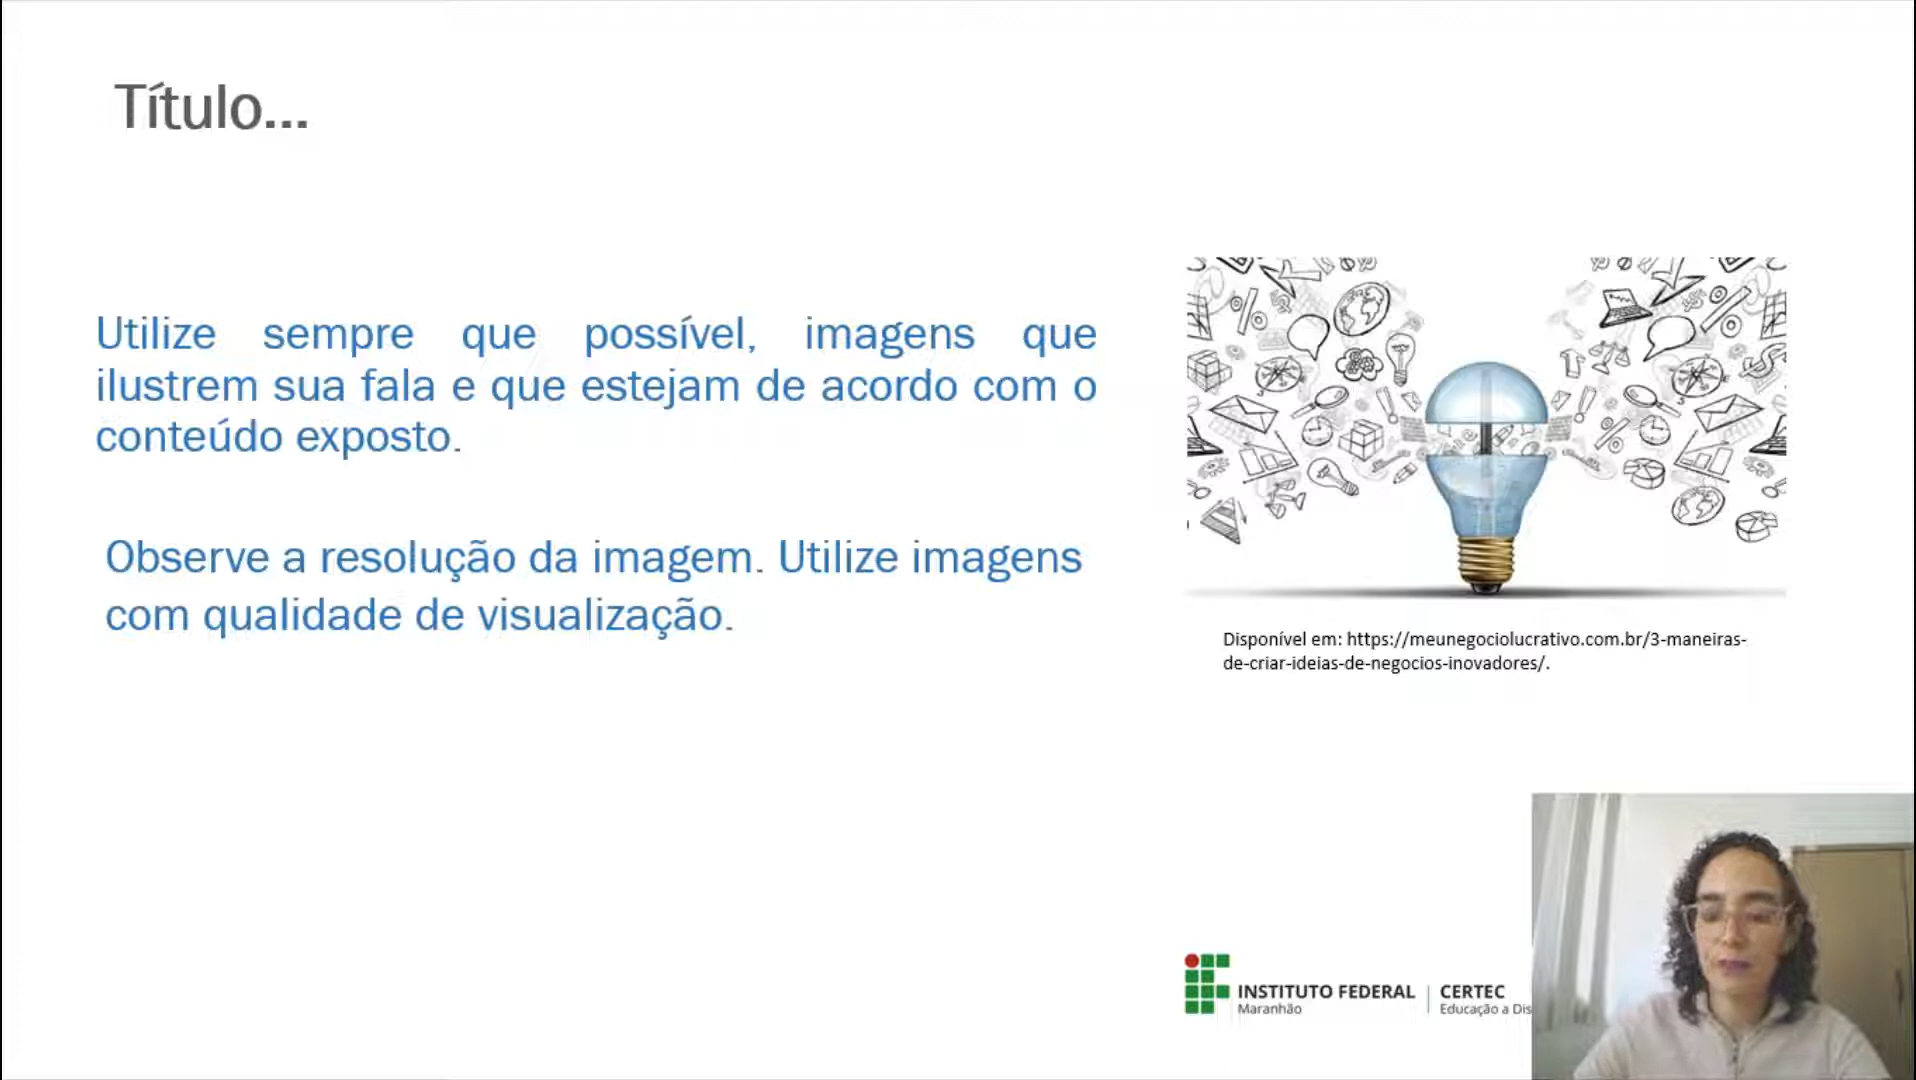 Título...
Utilize sempre que possível, imagens que
ilustrem sua fala e que estejam de acordo com o
conteúdo exposto.
Observe a resolução da imagem. Utilize imagens
com qualidade de visualização.
Disponível em: https://meunegociolucrativo.com.br/3-maneiras-
de-criar-ideias-de-negocios-inovadores/.
INSTITUTO FEDERAL
Maranhão
CERTEC
Educação a Dis